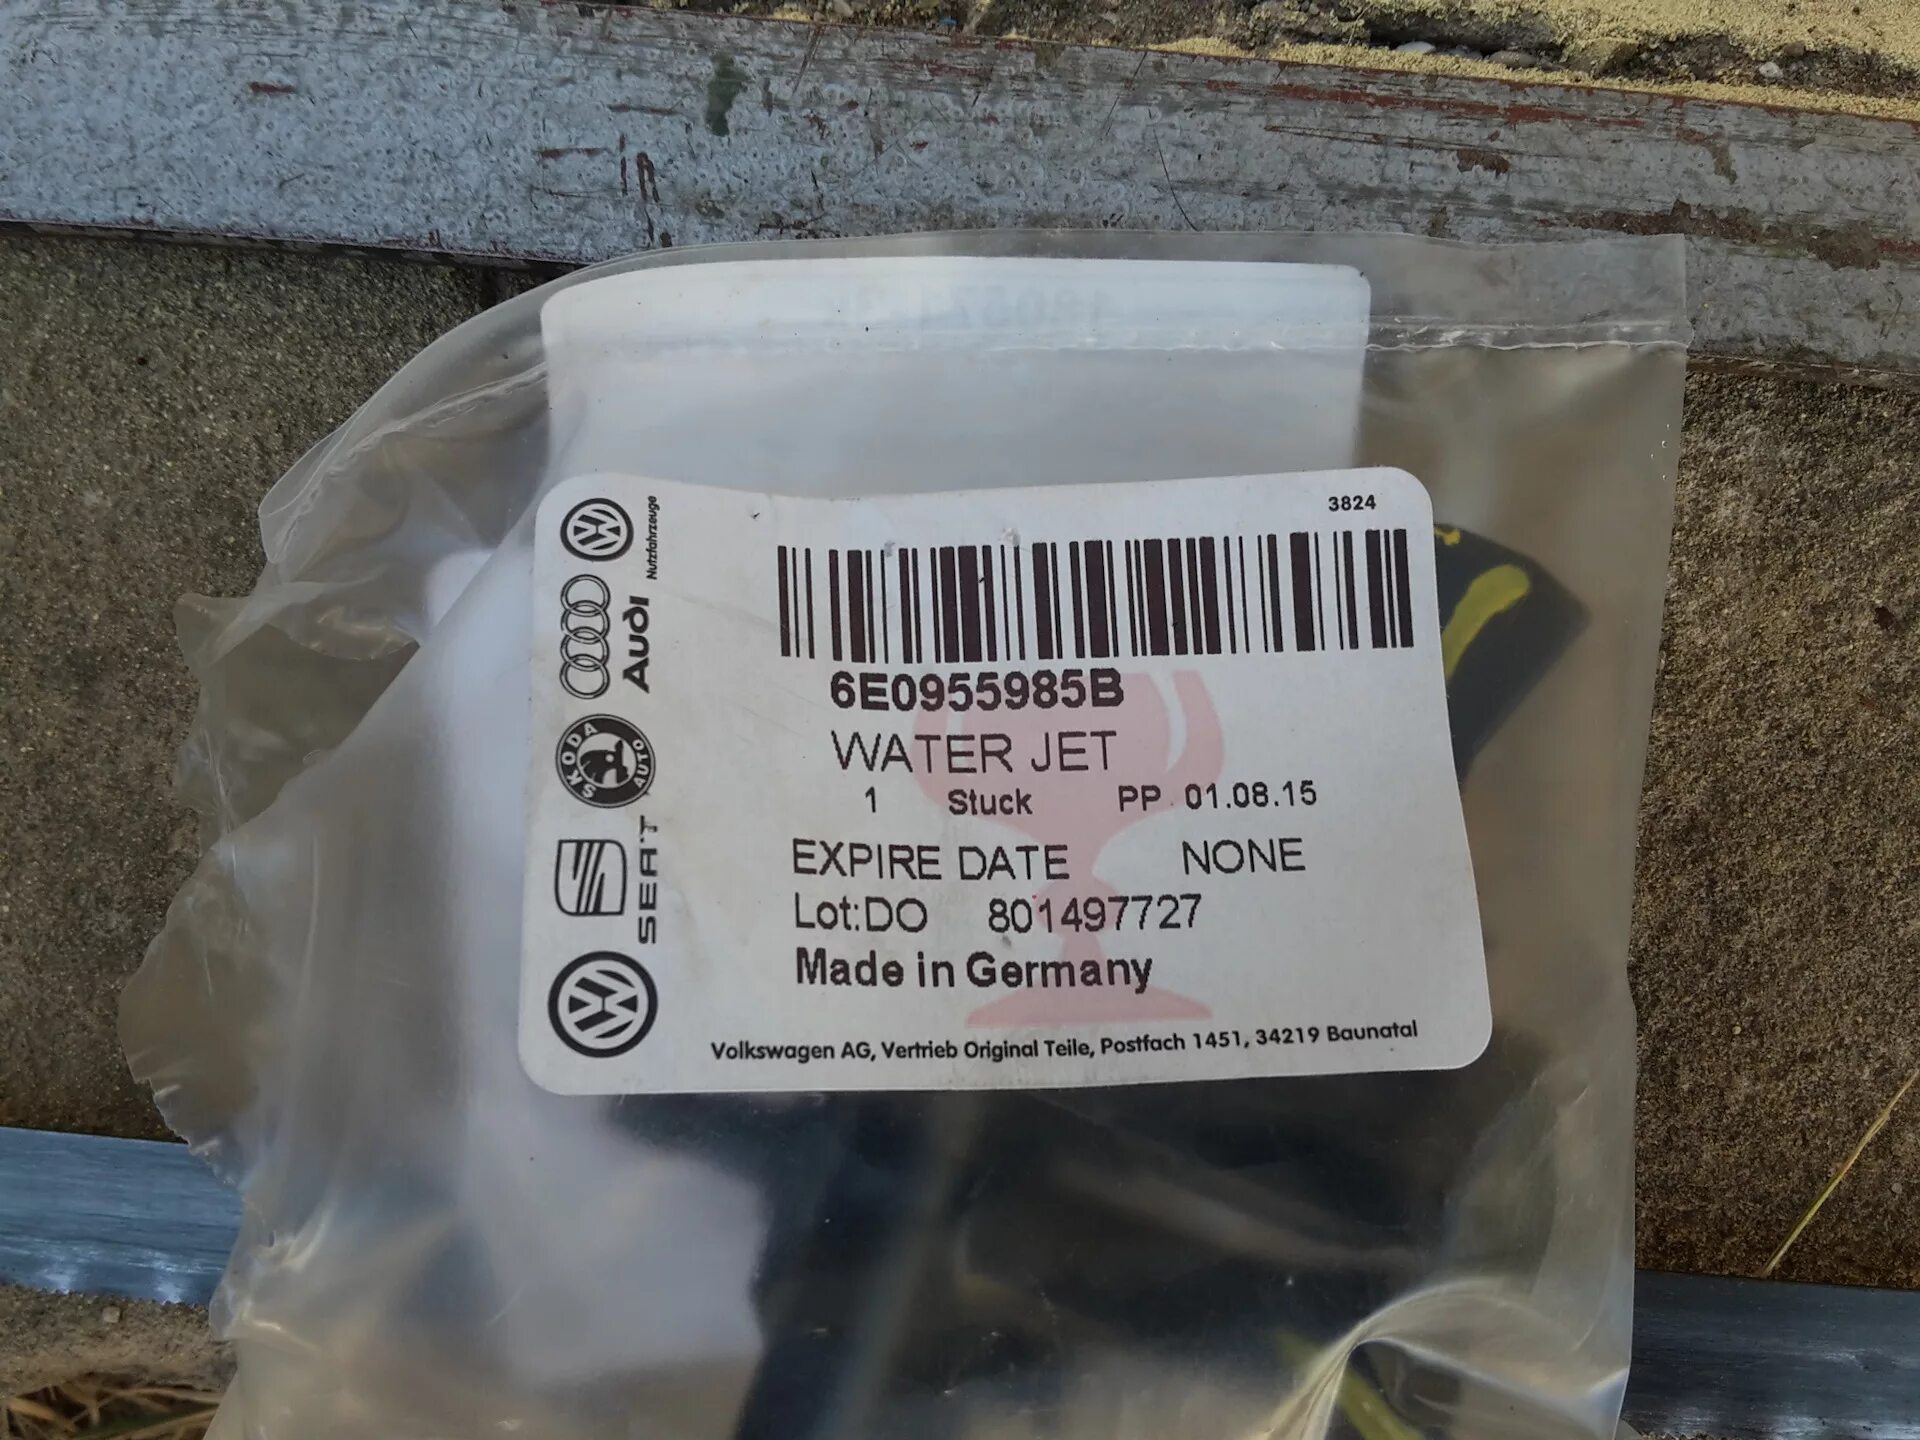 3824
6E0955985B
WATER JET
1 Stuck PP 01.08.15
EXPIRE DATE NONE
Lot:DO 801497727
Made in Germany
Volkswagen AG, Vertrieb Original Teile, Postfach 1451, 34219 Baunatal
Nutzfahrzeuge
Audi
SKODA AUTO
SEAT